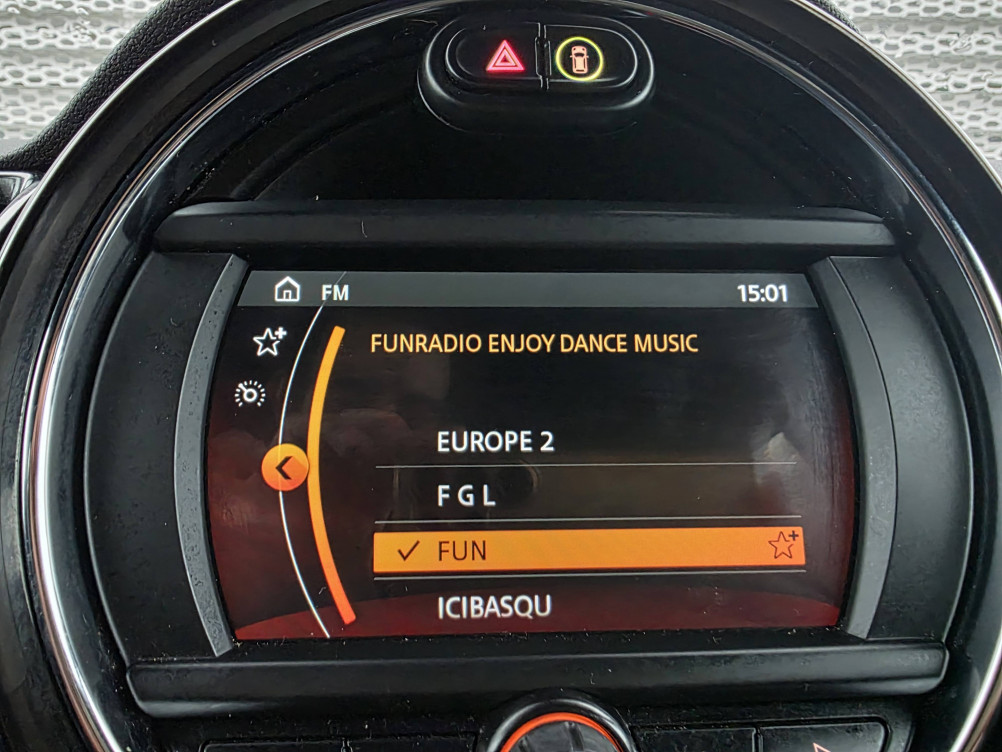 FM 15:01
FUNRADIO ENJOY DANCE MUSIC
EUROPE 2
F G L
FUN
ICIBASQU